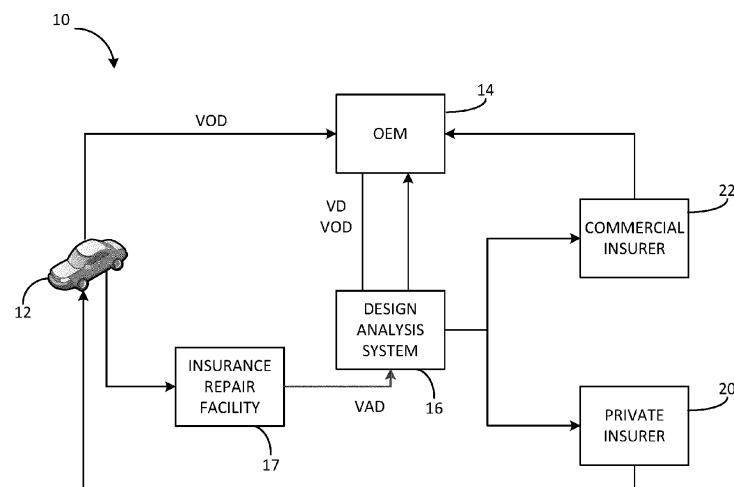 10
14
VOD
OEM
22
VD
VOD
COMMERCIAL
INSURER
12
DESIGN
ANALYSIS
SYSTEM
INSURANCE
REPAIR
FACILITY
20
VAD
16
PRIVATE
INSURER
17